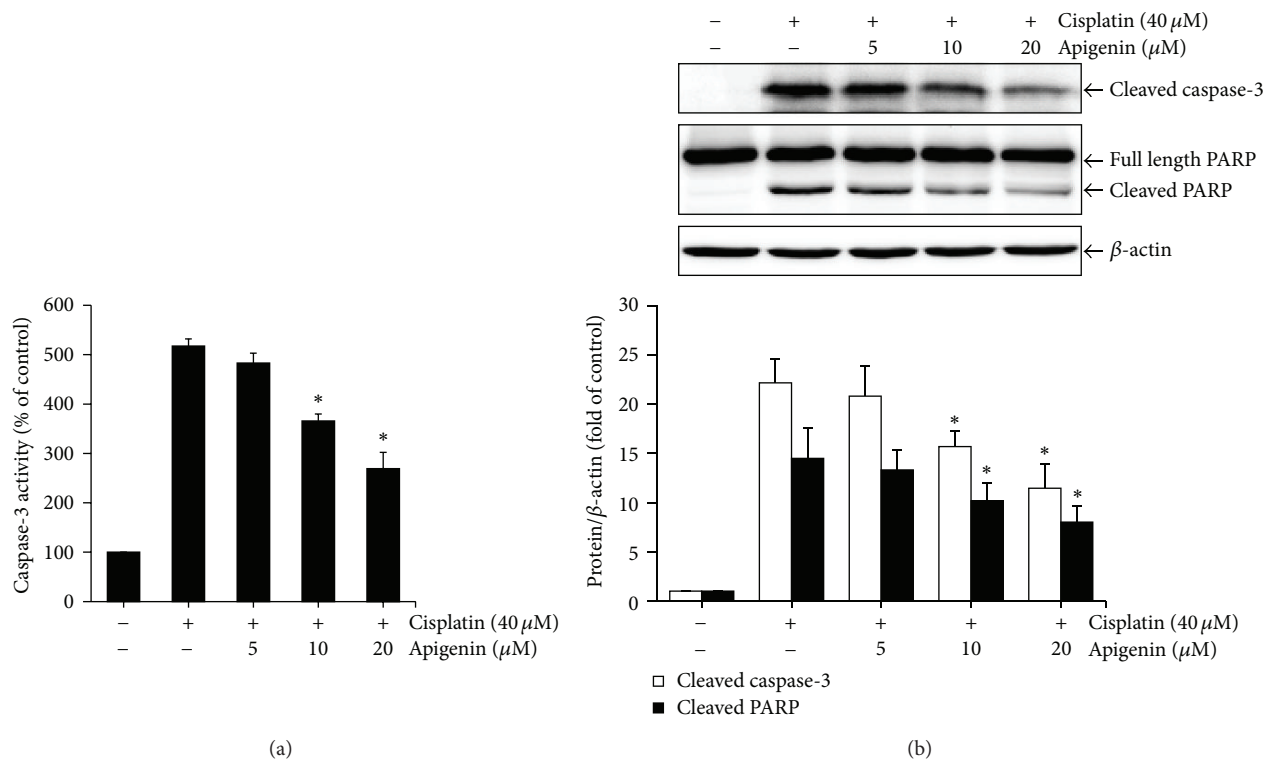 − + + + + Cisplatin (40 μM)
− − 5 10 20 Apigenin (μM)
Cleaved caspase-3
Full length PARP
Cleaved PARP
β-actin
Caspase-3 activity (% of control)
600
500
400
300
200
100
0
* *
− + + + + Cisplatin (40 μM)
− − 5 10 20 Apigenin (μM)
(a)
Protein/β-actin (fold of control)
30
25
20
15
10
5
0
* * * *
− + + + + Cisplatin (40 μM)
− − 5 10 20 Apigenin (μM)
Cleaved caspase-3
Cleaved PARP
(b)